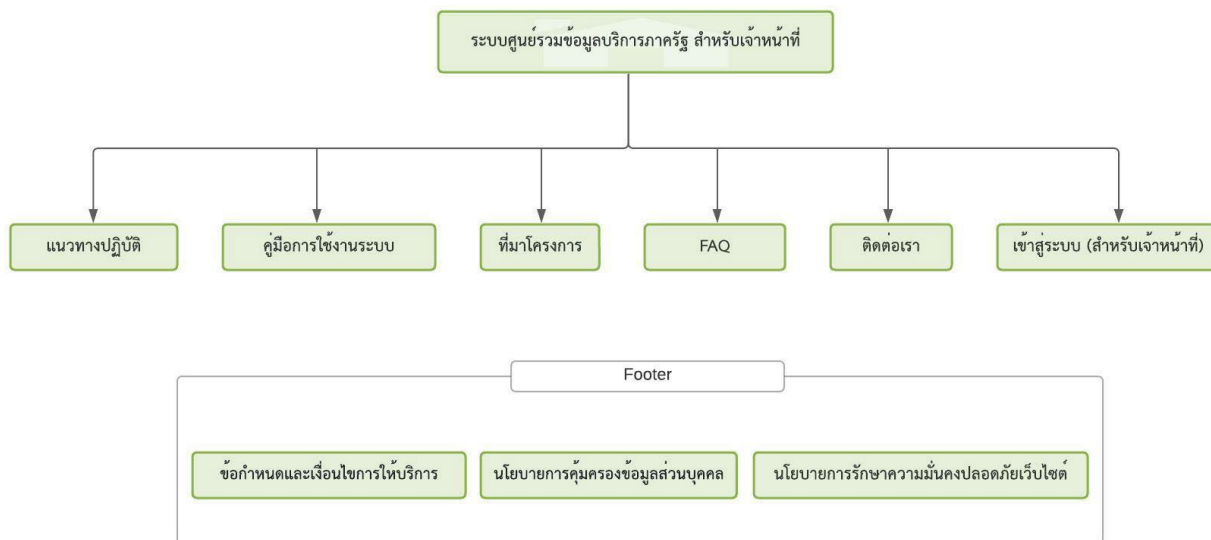 ระบบศูนย์รวมข้อมูลบริการภาครัฐ สำหรับเจ้าหน้าที่
แนวทางปฏิบัติ
คู่มือการใช้งานระบบ
ที่มาโครงการ
FAQ
ติดต่อเรา
เข้าสู่ระบบ (สำหรับเจ้าหน้าที่)
Footer
ข้อกำหนดและเงื่อนไขการให้บริการ
นโยบายการคุ้มครองข้อมูลส่วนบุคคล
นโยบายการรักษาความมั่นคงปลอดภัยเว็บไซต์